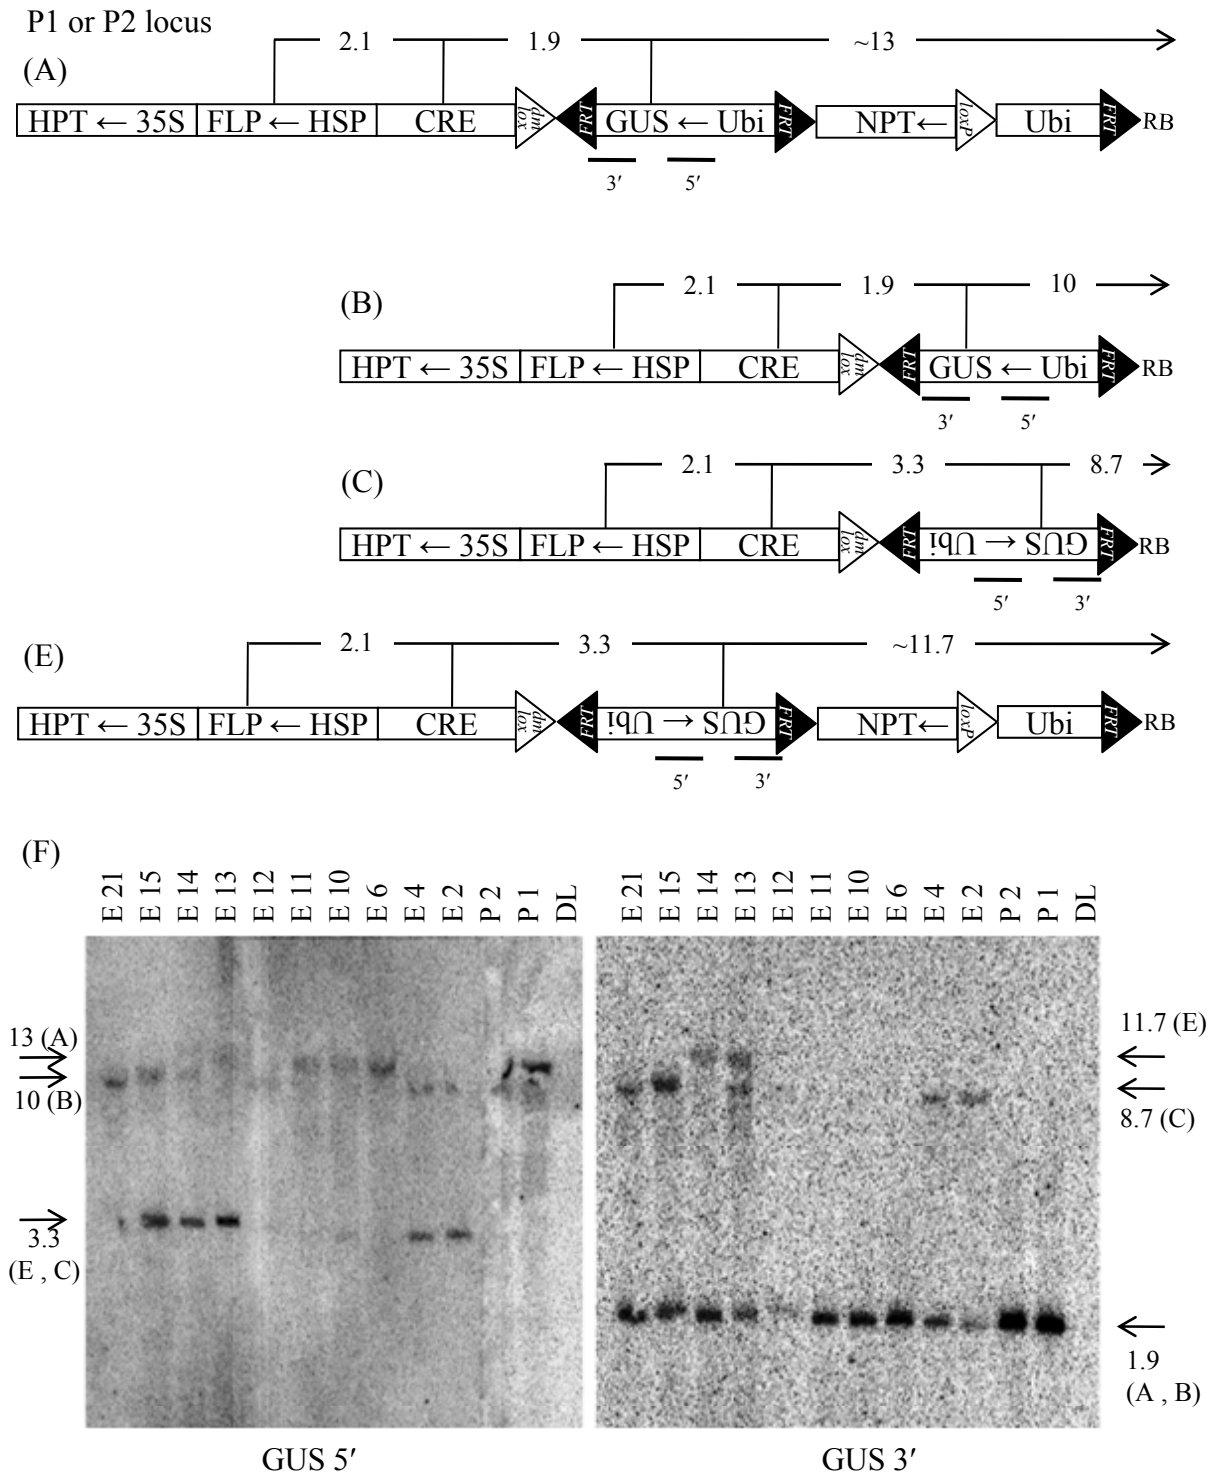 P1 or P2 locus
(A)
2.1 1.9 ~13
HPT ← 35S FLP ← HSP CRE dm lox FRT GUS ← Ubi FRT NPT← loxP Ubi FRT RB
3′ 5′
(B)
2.1 1.9 10
HPT ← 35S FLP ← HSP CRE dm lox FRT GUS ← Ubi FRT RB
3′ 5′
(C)
2.1 3.3 8.7
HPT ← 35S FLP ← HSP CRE dm lox FRT GUS ← Ubi FRT RB
5′ 3′
(E)
2.1 3.3 ~11.7
HPT ← 35S FLP ← HSP CRE dm lox FRT GUS ← Ubi FRT NPT← loxP Ubi FRT RB
5′ 3′
(F)
E 21 E 15 E 14 E 13 E 12 E 11 E 10 E 6 E 4 E 2 P 2 P 1 DL
E 21 E 15 E 14 E 13 E 12 E 11 E 10 E 6 E 4 E 2 P 2 P 1 DL
13 (A)
10 (B)
3.3
(E , C)
11.7 (E)
8.7 (C)
1.9
(A , B)
GUS 5′
GUS 3′